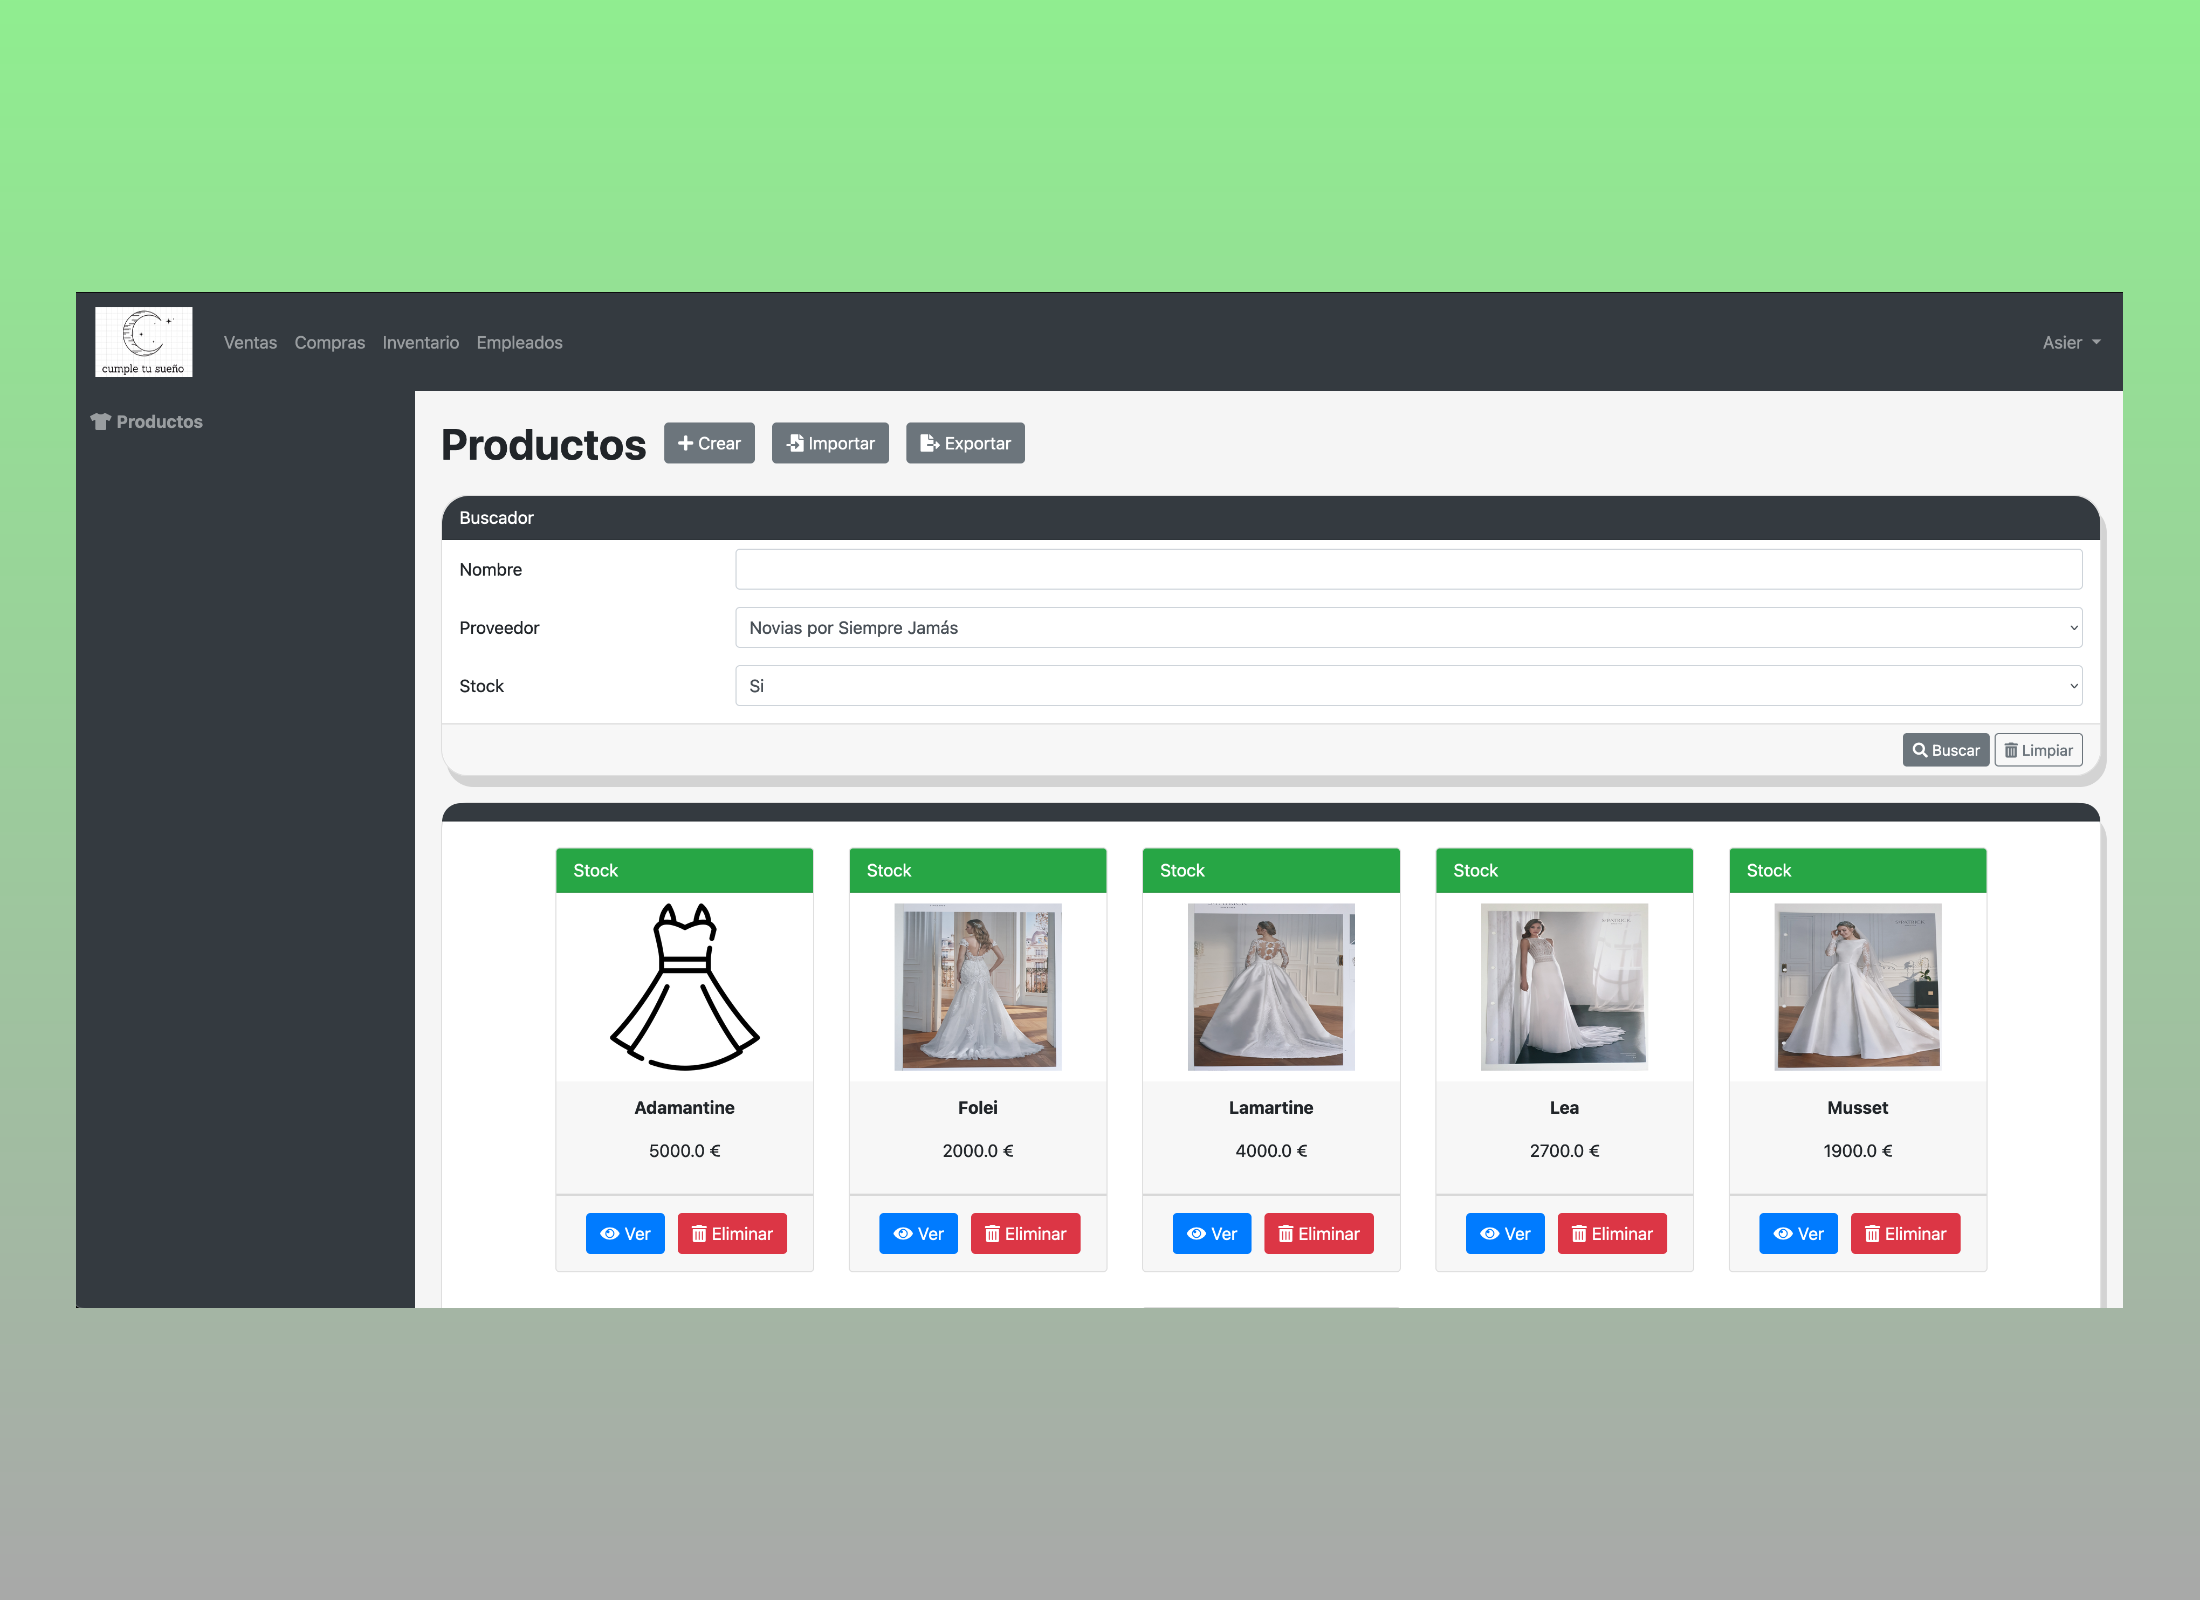 cumple tu sueño
Ventas Compras Inventario Empleados
Asier
Productos
Productos
Crear
Importar
Exportar
Buscador
Nombre
Proveedor
Novias por Siempre Jamás
Stock
Si
Buscar
Limpiar
Stock
Stock
Stock
Stock
Stock
Adamantine
Folei
Lamartine
Lea
Musset
5000.0 €
2000.0 €
4000.0 €
2700.0 €
1900.0 €
Ver Eliminar
Ver Eliminar
Ver Eliminar
Ver Eliminar
Ver Eliminar